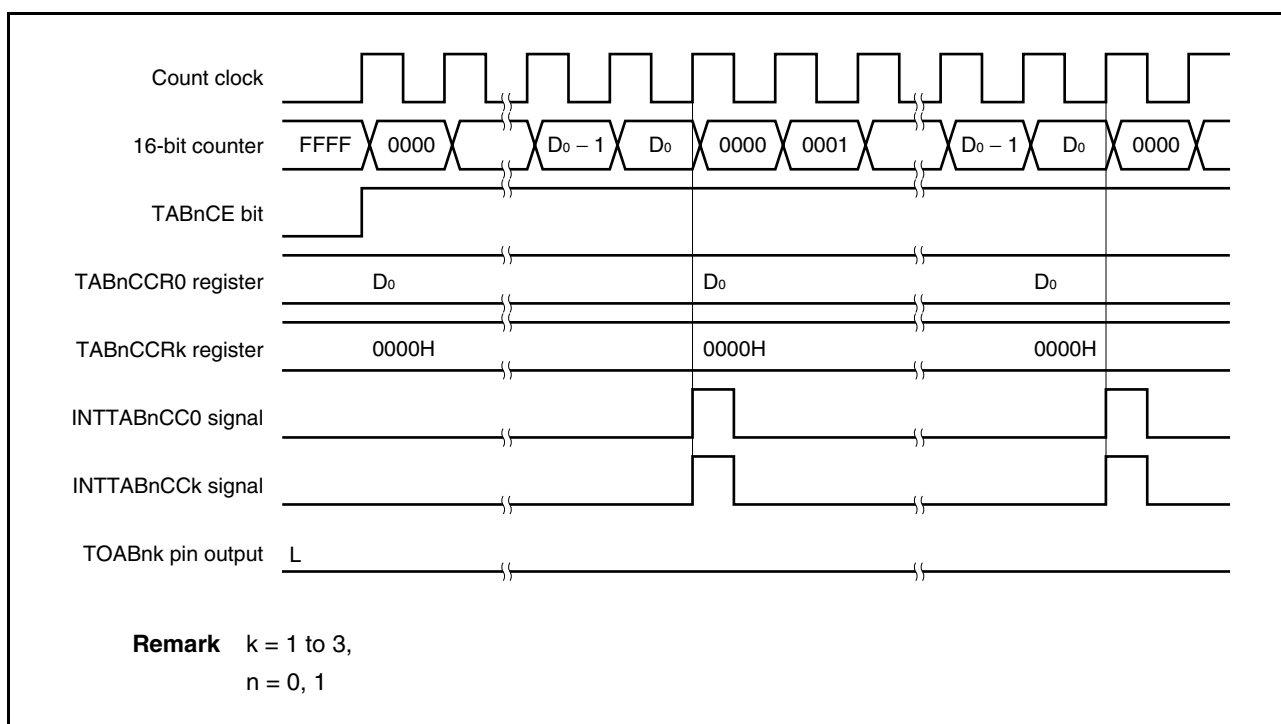 Count clock
16-bit counter FFFF 0000 D₀ − 1 D₀ 0000 0001 D₀ − 1 D₀ 0000
TABnCE bit
TABnCCR0 register D₀ D₀ D₀
TABnCCRk register 0000H 0000H 0000H
INTTABnCC0 signal
INTTABnCCk signal
TOABnk pin output L
Remark k = 1 to 3,
n = 0, 1